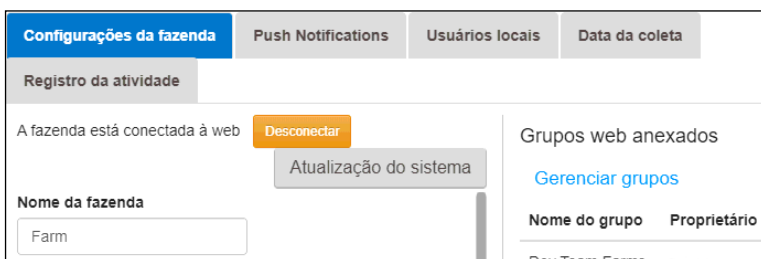 Configurações da fazenda Push Notifications Usuários locais Data da coleta
Registro da atividade
A fazenda está conectada à web Desconectar
Atualização do sistema
Nome da fazenda
Farm
Grupos web anexados
Gerenciar grupos
Nome do grupo Proprietário